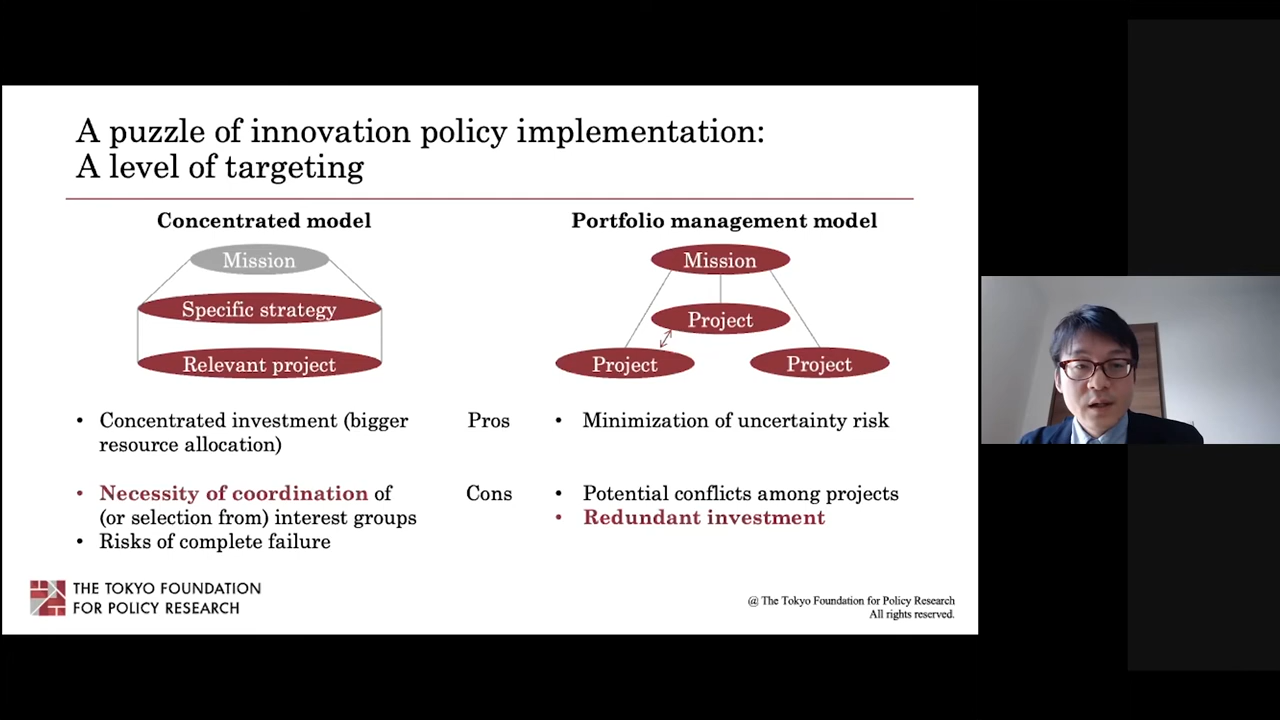 A puzzle of innovation policy implementation:
A level of targeting
Concentrated model
Mission
Specific strategy
Relevant project
Portfolio management model
Mission
Project
Project
Project
• Concentrated investment (bigger
resource allocation)
Pros
• Minimization of uncertainty risk
• Necessity of coordination of
(or selection from) interest groups
• Risks of complete failure
Cons
• Potential conflicts among projects
• Redundant investment
THE TOKYO FOUNDATION
FOR POLICY RESEARCH
@ The Tokyo Foundation for Policy Research
All rights reserved.